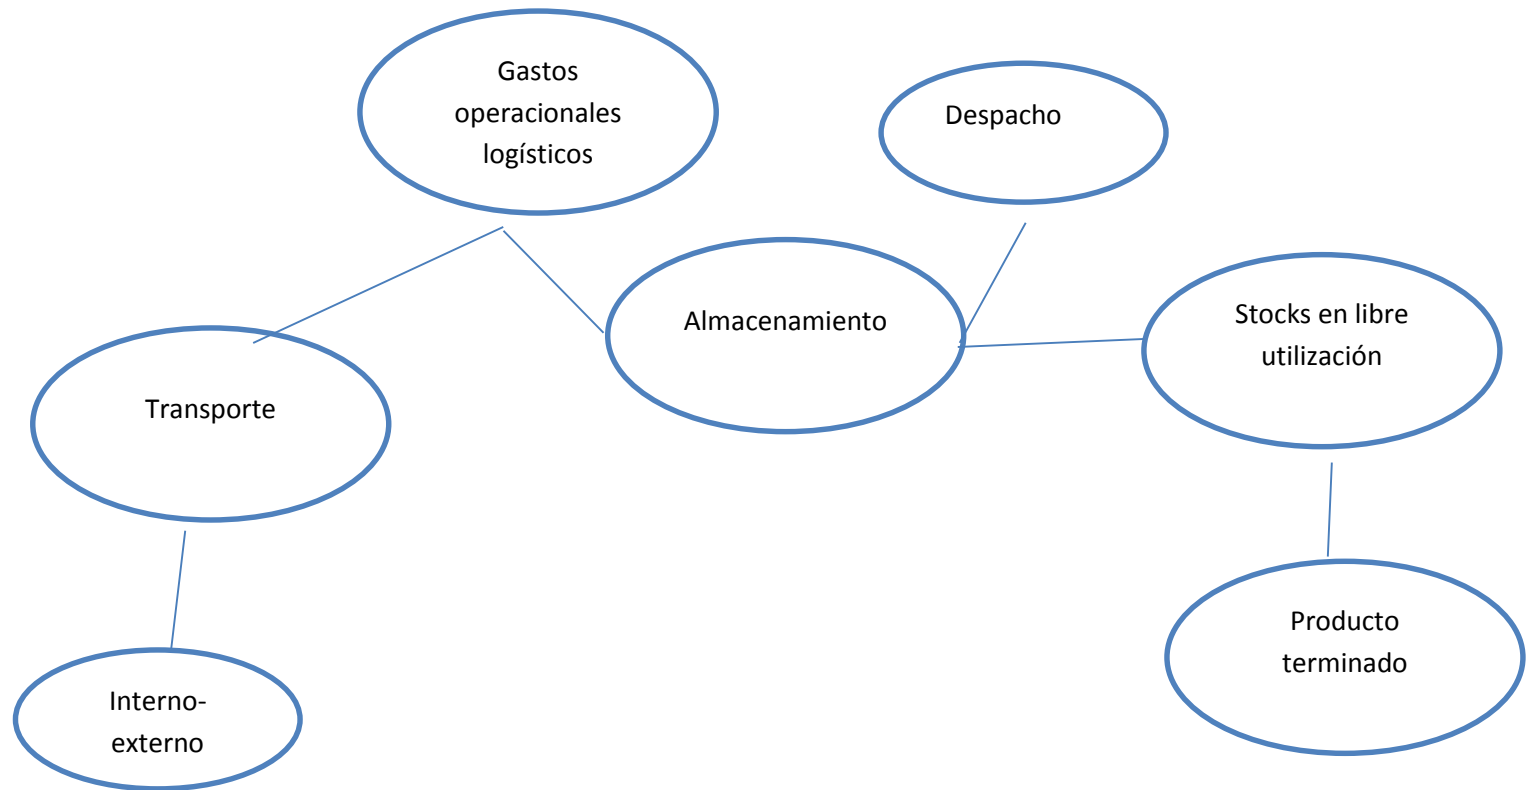 Gastos
operacionales
logísticos
Despacho
Almacenamiento
Stocks en libre
utilización
Transporte
Producto
terminado
Interno-
externo